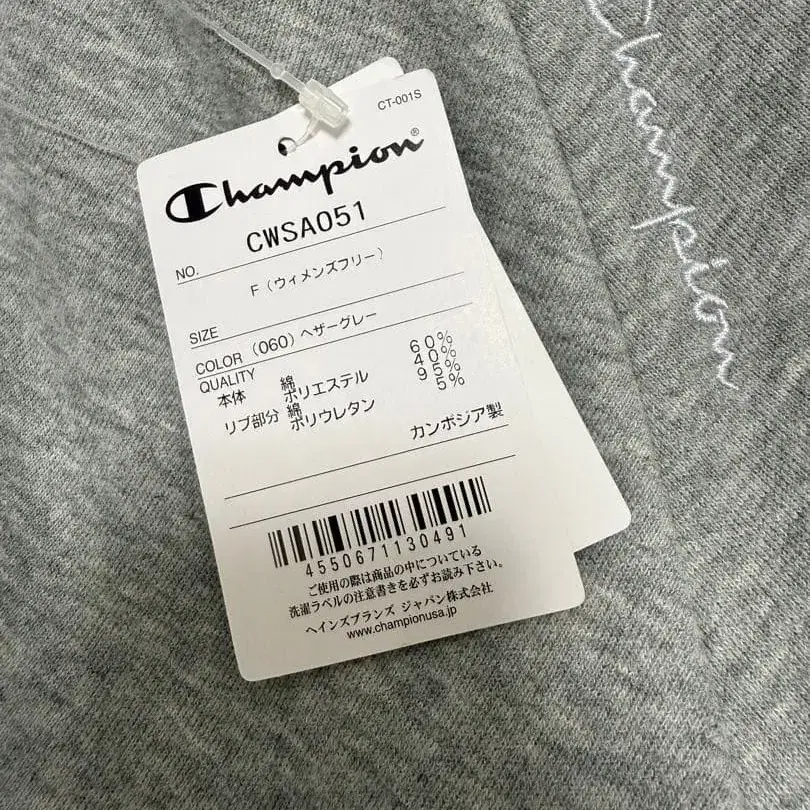 CT-001S
Champion®
NO. CWSA051
SIZE F(ウィメンズフリー)
COLOR (060)ヘザーグレー
QUALITY
本体 綿 60%
ポリエステル 40%
リブ部分 綿 95%
ポリウレタン 5%
カンボジア製
4550671130491
ご使用の際は商品の中についている
洗濯ラベルの注意書きを必ずお読み下さい。
ヘインズブランズ ジャパン株式会社
www.championusa.jp
Champion